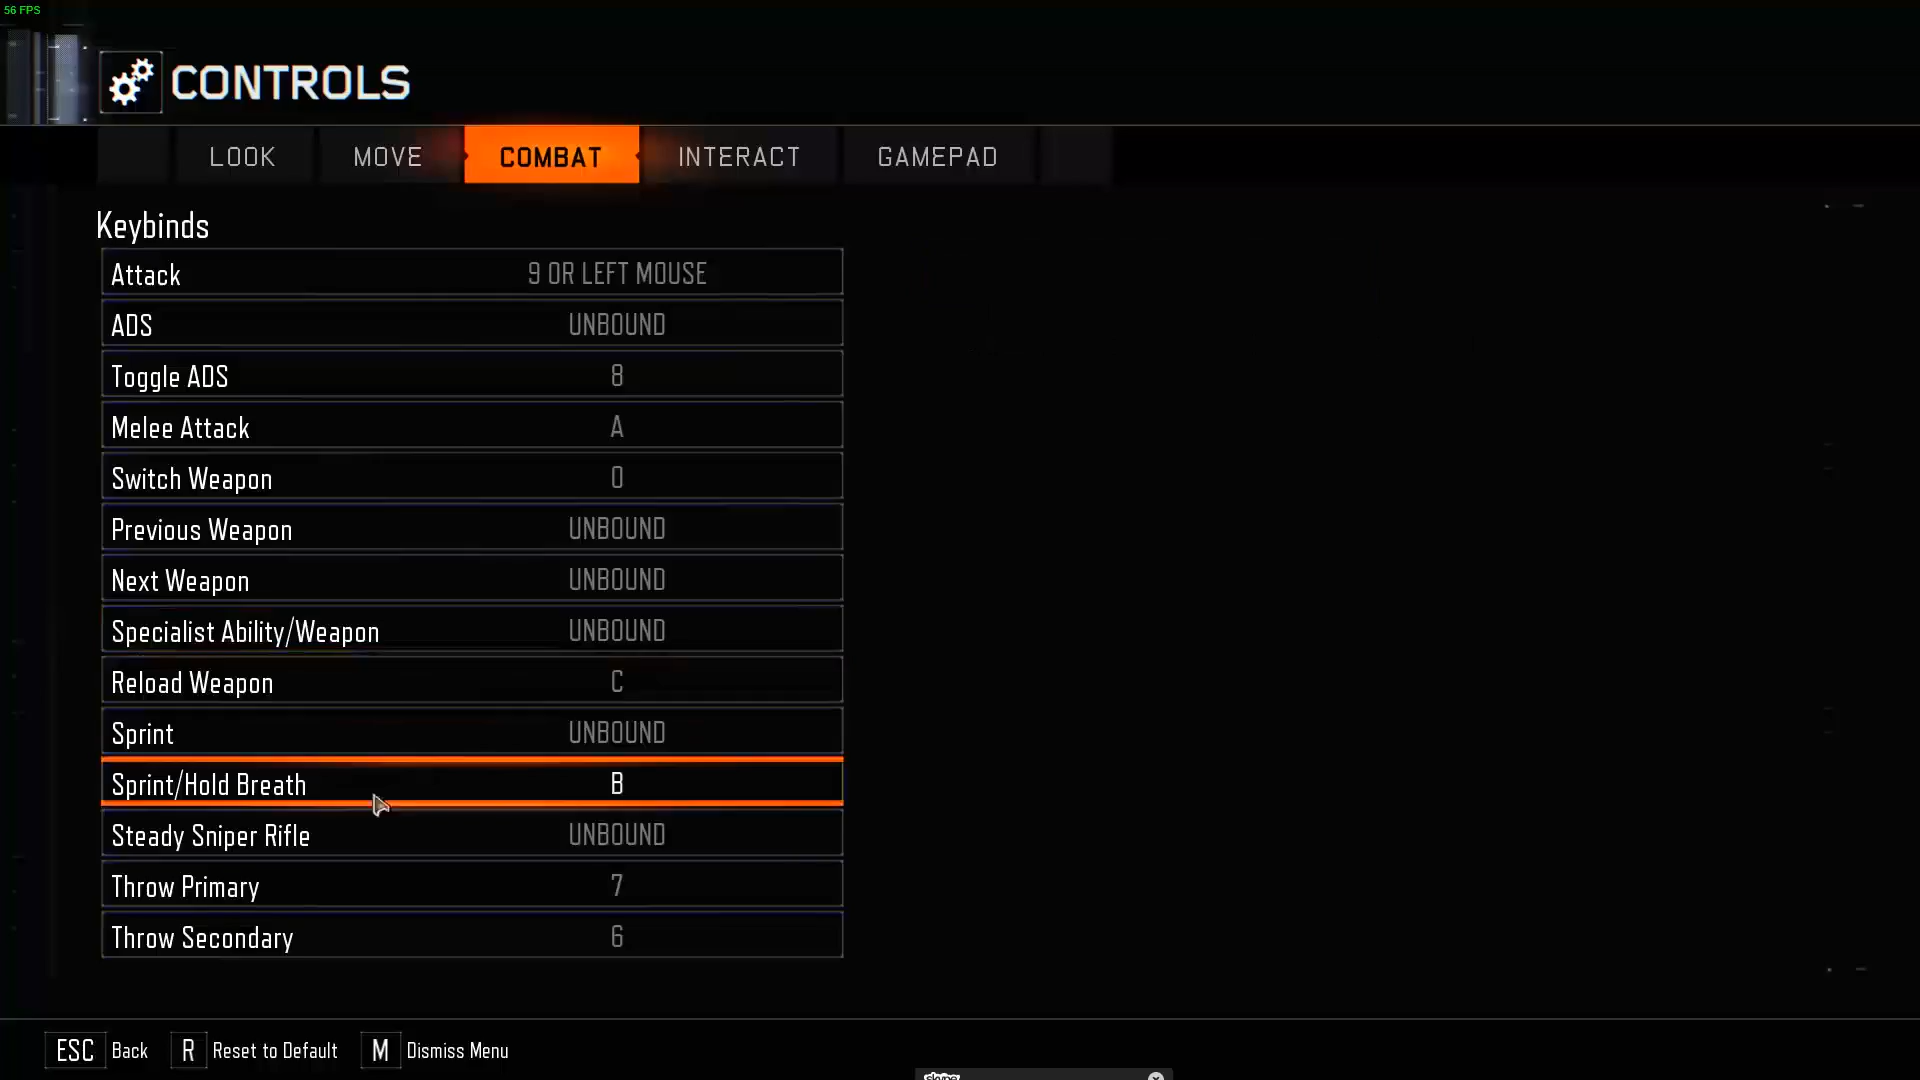 56 FPS
CONTROLS
LOOK MOVE COMBAT INTERACT GAMEPAD
Keybinds
Attack 9 OR LEFT MOUSE
ADS UNBOUND
Toggle ADS 8
Melee Attack A
Switch Weapon 0
Previous Weapon UNBOUND
Next Weapon UNBOUND
Specialist Ability/Weapon UNBOUND
Reload Weapon C
Sprint UNBOUND
Sprint/Hold Breath B
Steady Sniper Rifle UNBOUND
Throw Primary 7
Throw Secondary 6
ESC Back R Reset to Default M Dismiss Menu
skype